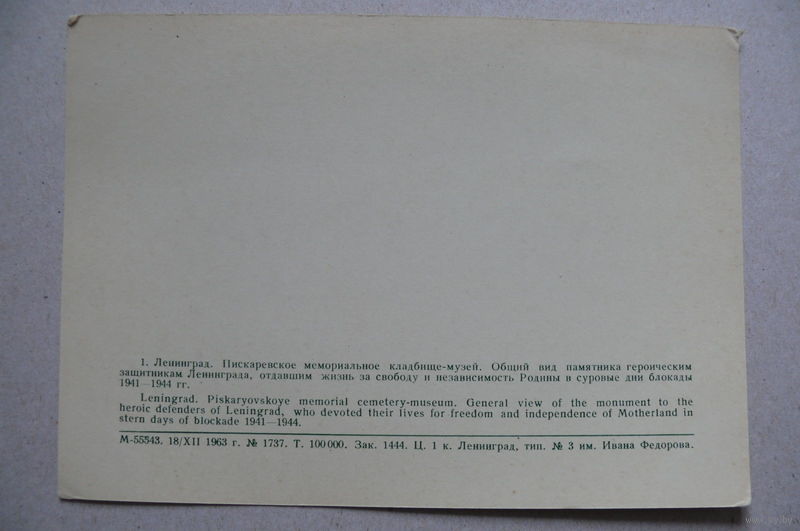 1. Ленинград. Пискаревское мемориальное кладбище-музей. Общий вид памятника героическим
защитникам Ленинграда, отдавшим жизнь за свободу и независимость Родины в суровые дни блокады
1941—1944 гг.
Leningrad. Piskaryovskoye memorial cemetery-museum. General view of the monument to the
heroic defenders of Leningrad, who devoted their lives for freedom and independence of Motherland in
stern days of blockade 1941—1944.
М-55543. 18/XII 1963 г. № 1737. Т. 100 000. Зак. 1444. Ц. 1 к. Ленинград, тип. № 3 им. Ивана Федорова.